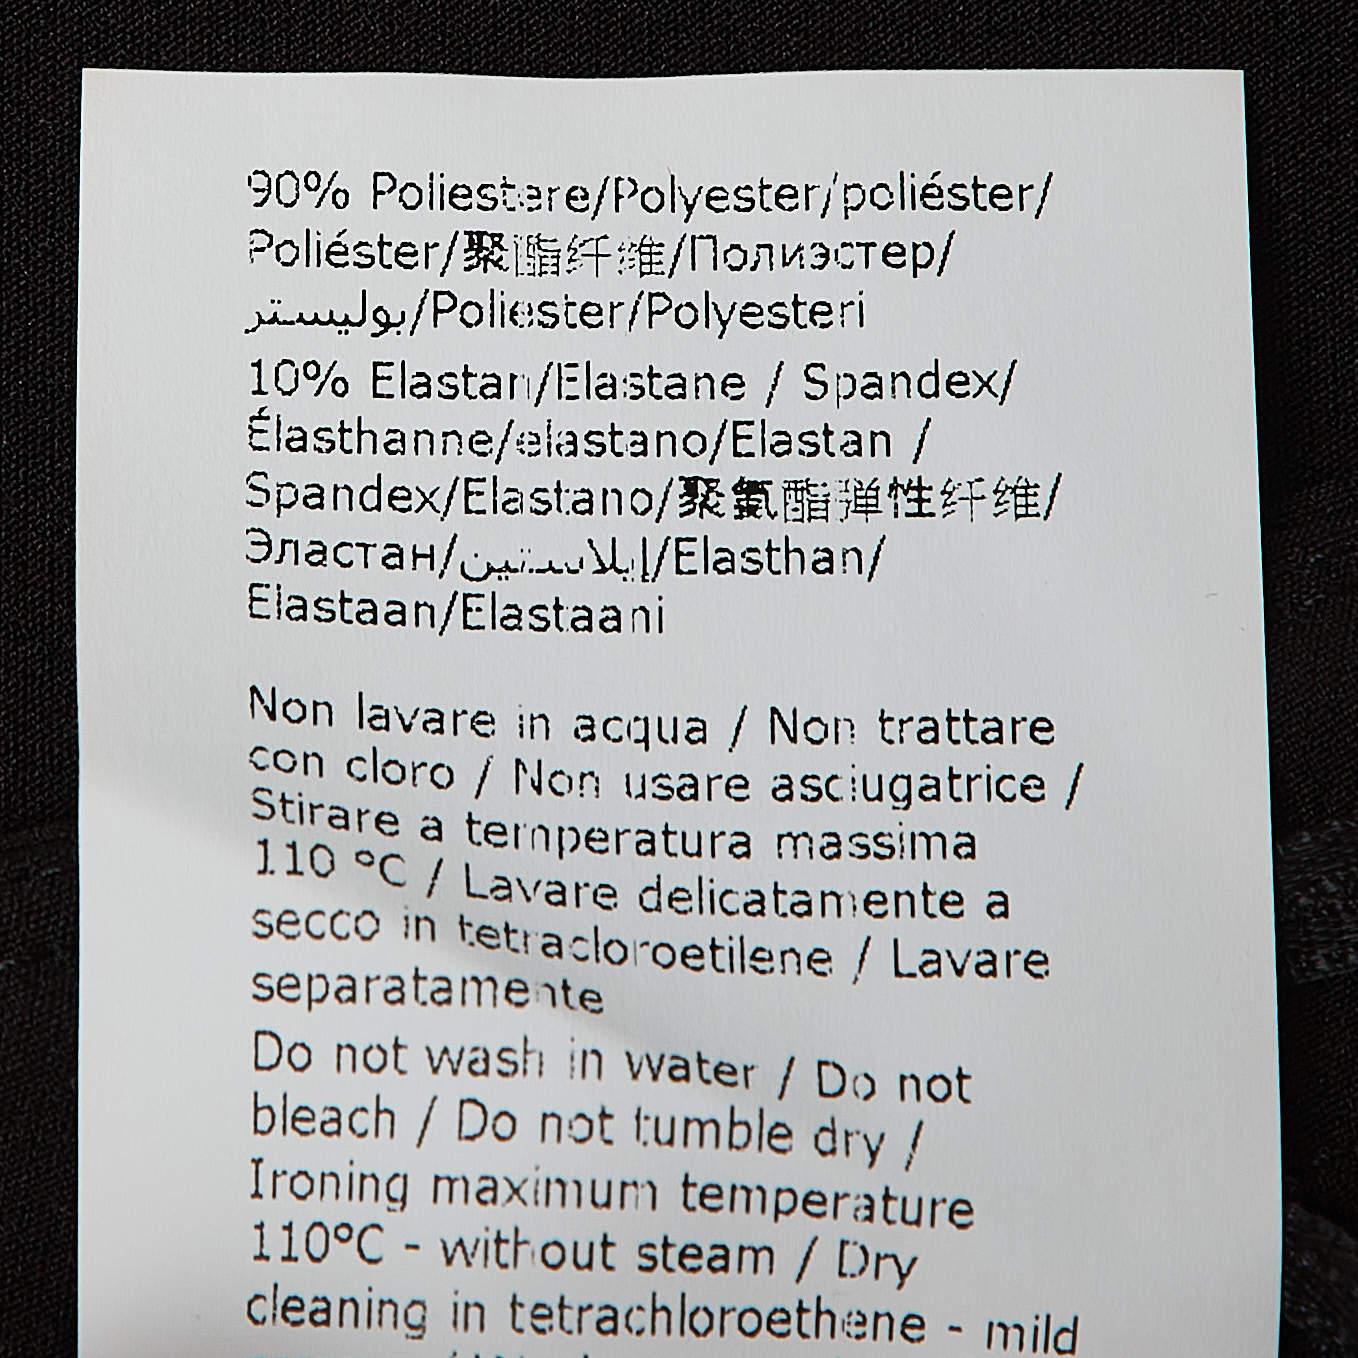 90% Poliestere/Polyester/poliéster/
Poliéster/聚酯纤维/Полиэстер/
بوليستر/Poliester/Polyesteri
10% Elastan/Elastane / Spandex/
Élasthanne/elastano/Elastan /
Spandex/Elastano/聚氨酯弹性纤维/
Эластан/إيلاستين/Elasthan/
Elastaan/Elastaani
Non lavare in acqua / Non trattare
con cloro / Non usare asciugatrice /
Stirare a temperatura massima
110 °C / Lavare delicatamente a
secco in tetracloroetilene / Lavare
separatamente
Do not wash in water / Do not
bleach / Do not tumble dry /
Ironing maximum temperature
110°C - without steam / Dry
cleaning in tetrachloroethene - mild